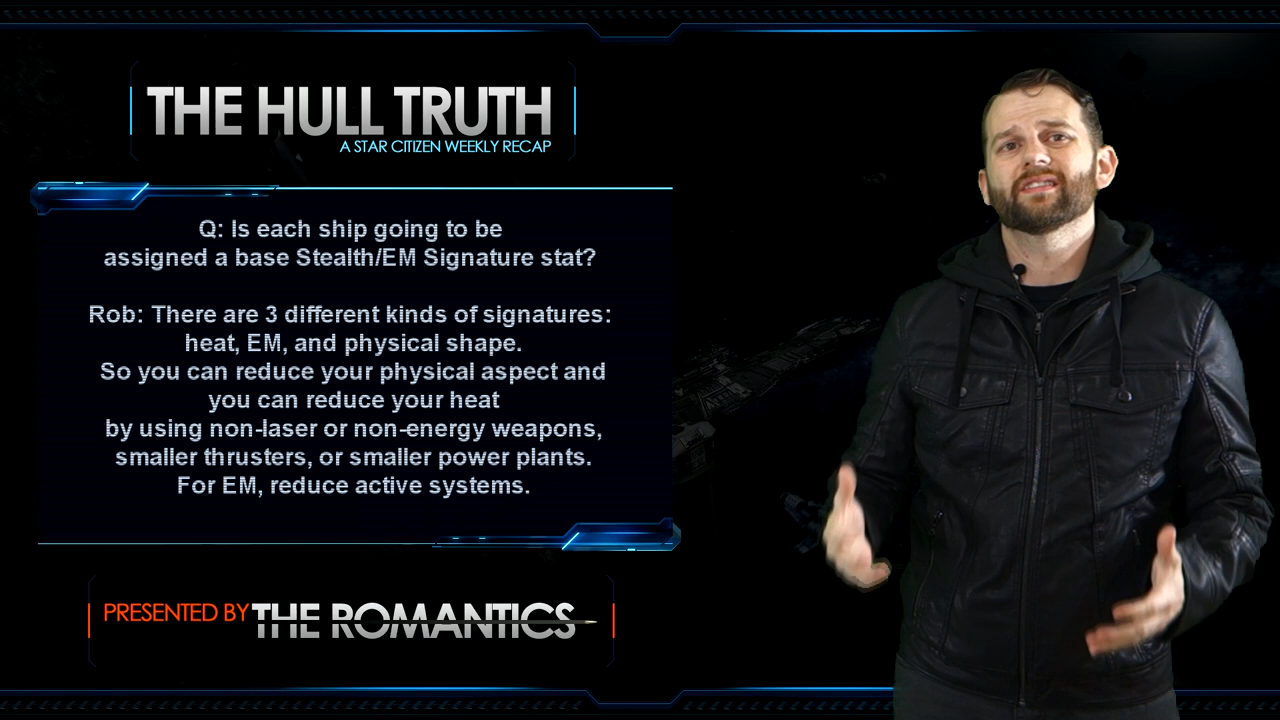 THE HULL TRUTH
A STAR CITIZEN WEEKLY RECAP
Q: Is each ship going to be
assigned a base Stealth/EM Signature stat?
Rob: There are 3 different kinds of signatures:
heat, EM, and physical shape.
So you can reduce your physical aspect and
you can reduce your heat
by using non-laser or non-energy weapons,
smaller thrusters, or smaller power plants.
For EM, reduce active systems.
PRESENTED BY THE ROMANTICS